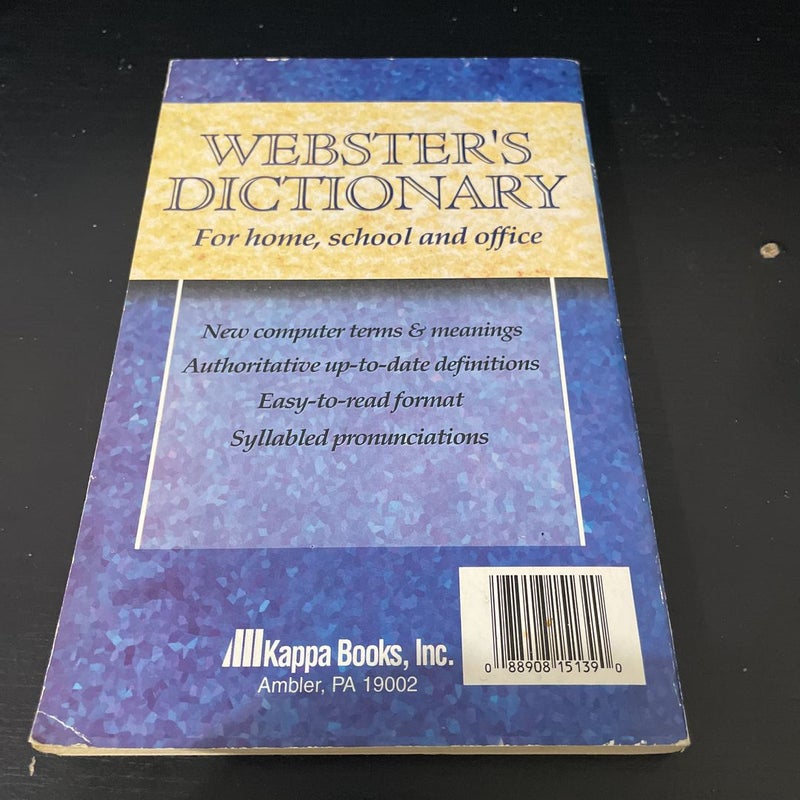 WEBSTER'S
DICTIONARY
For home, school and office
New computer terms & meanings
Authoritative up-to-date definitions
Easy-to-read format
Syllabled pronunciations
Kappa Books, Inc.
Ambler, PA 19002
0 88908 15139 0